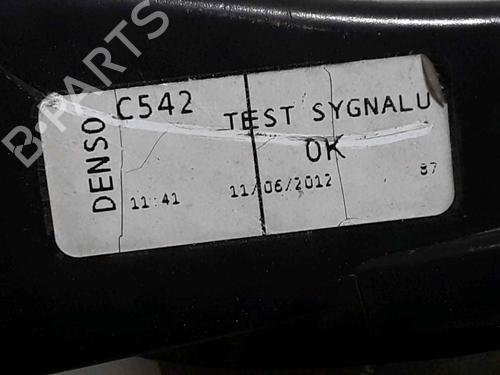 B-PARTS
DENSO
C542
TEST SYGNALU
OK
11:41
11/06/2012
87